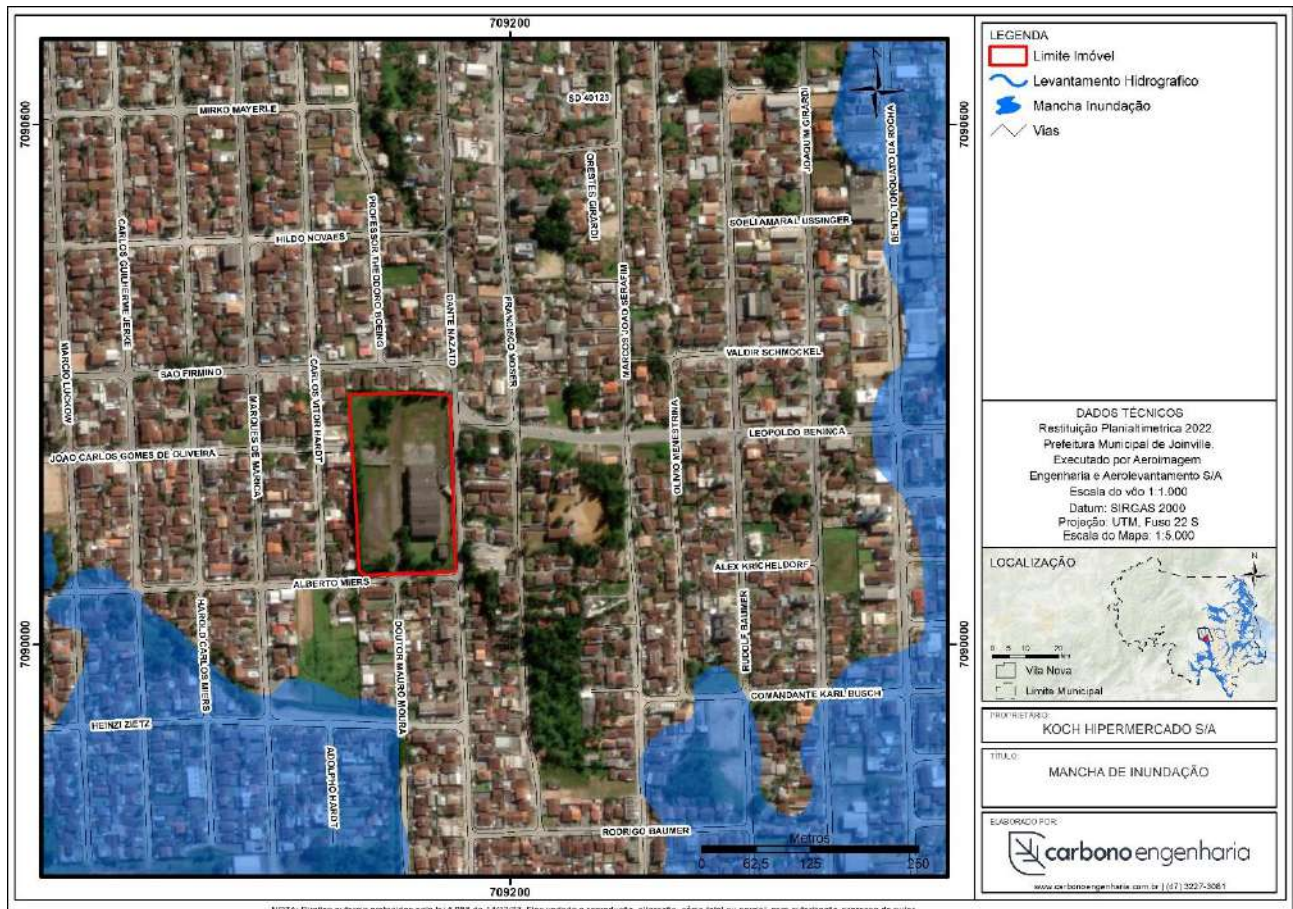 709200
7090600
7090600
7090000
7090000
709200
MIRKO MAYERLE
SD 40123
JOAQUIM GIRARDI
BENTO TORQUATO DA ROCHA
ORESTES GIRARDI
CARLOS GUILHERME JERKE
PROFESSOR THEODORO BOEING
HILDO NOVAES
SOELI AMARAL USSINGER
DANTE NAZATO
FRANCISCO MOSER
MARCOS JOAO SERAFIM
MARCIO LUCKOW
SAO FIRMINO
CARLOS VITOR HARDT
VALDIR SCHMOCKEL
MARQUES DE MARICA
OLIVIO MENESTRINA
LEOPOLDO BENINCA
JOAO CARLOS GOMES DE OLIVEIRA
ALBERTO MIERS
ALEX KRICHELDORF
HAROLD CARLOS MIERS
DOUTOR MAURO MOURA
RUDOLF BAUMER
COMANDANTE KARL BUSCH
HEINZI ZIETZ
ADOLPHO HARDT
RODRIGO BAUMER
Metros
0 62,5 125 250
LEGENDA
Limite Imóvel
Levantamento Hidrografico
Mancha Inundação
Vias
DADOS TÉCNICOS
Restituição Planialtimetrica 2022
Prefeitura Municipal de Joinville.
Executado por Aeroimagem
Engenharia e Aerolevantamento S/A
Escala do vôo 1:1.000
Datum: SIRGAS 2000
Projeção: UTM, Fuso 22 S
Escala do Mapa: 1:5.000
LOCALIZAÇÃO
N
0 5 10 20
Vila Nova
Limite Municipal
PROPRIETÁRIO:
KOCH HIPERMERCADO S/A
TÍTULO:
MANCHA DE INUNDAÇÃO
ELABORADO POR:
carbono engenharia
www.carbonoengenharia.com.br | (47) 3227-3081